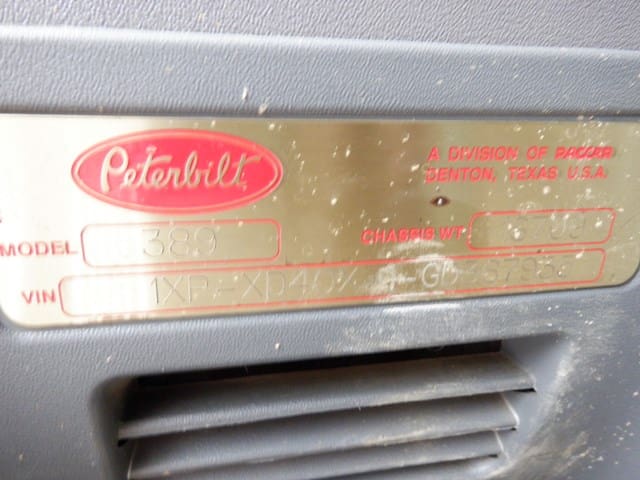 Peterbilt
A DIVISION OF PACCAR
DENTON, TEXAS U.S.A.
MODEL 389
CHASSIS WT
VIN